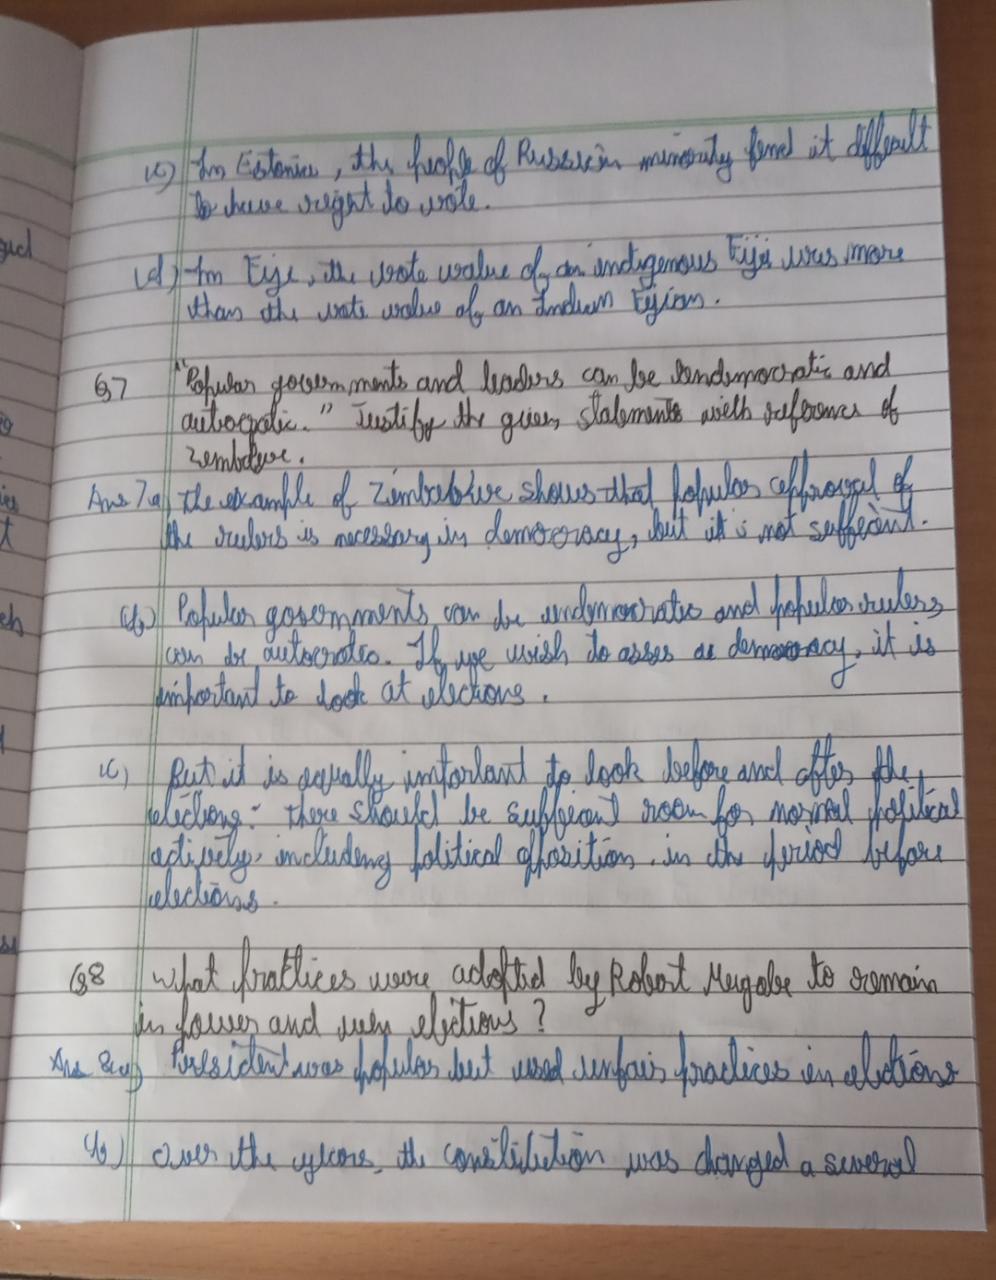 (c) In Estonia, the people of Russian minority find it difficult
to have right to vote.
(d) In Fiji, the vote value of an indigenous Fiji was more
than the vote value of an Indian Fijian.
Q7 "Popular governments and leaders can be undemocratic and
autocratic." Justify the given statements with reference of
Ans 7 a) The example of Zimbabwe shows that popular approval of
the rulers is necessary in democracy, but it is not sufficient.
(b) Popular governments can be undemocratic and popular rulers
can be autocratic. If we wish to asses a democracy, it is
important to look at elections.
(c) But it is equally important to look before and after the
elections. There should be sufficient room for normal political
activity, including political opposition, in the period before
elections.
Q8 What practices were adopted by Robert Mugabe to remain
in power and win elections?
Ans 8 a) President was popular but used unfair practices in elections
(b) Over the years, the constitution was changed a several